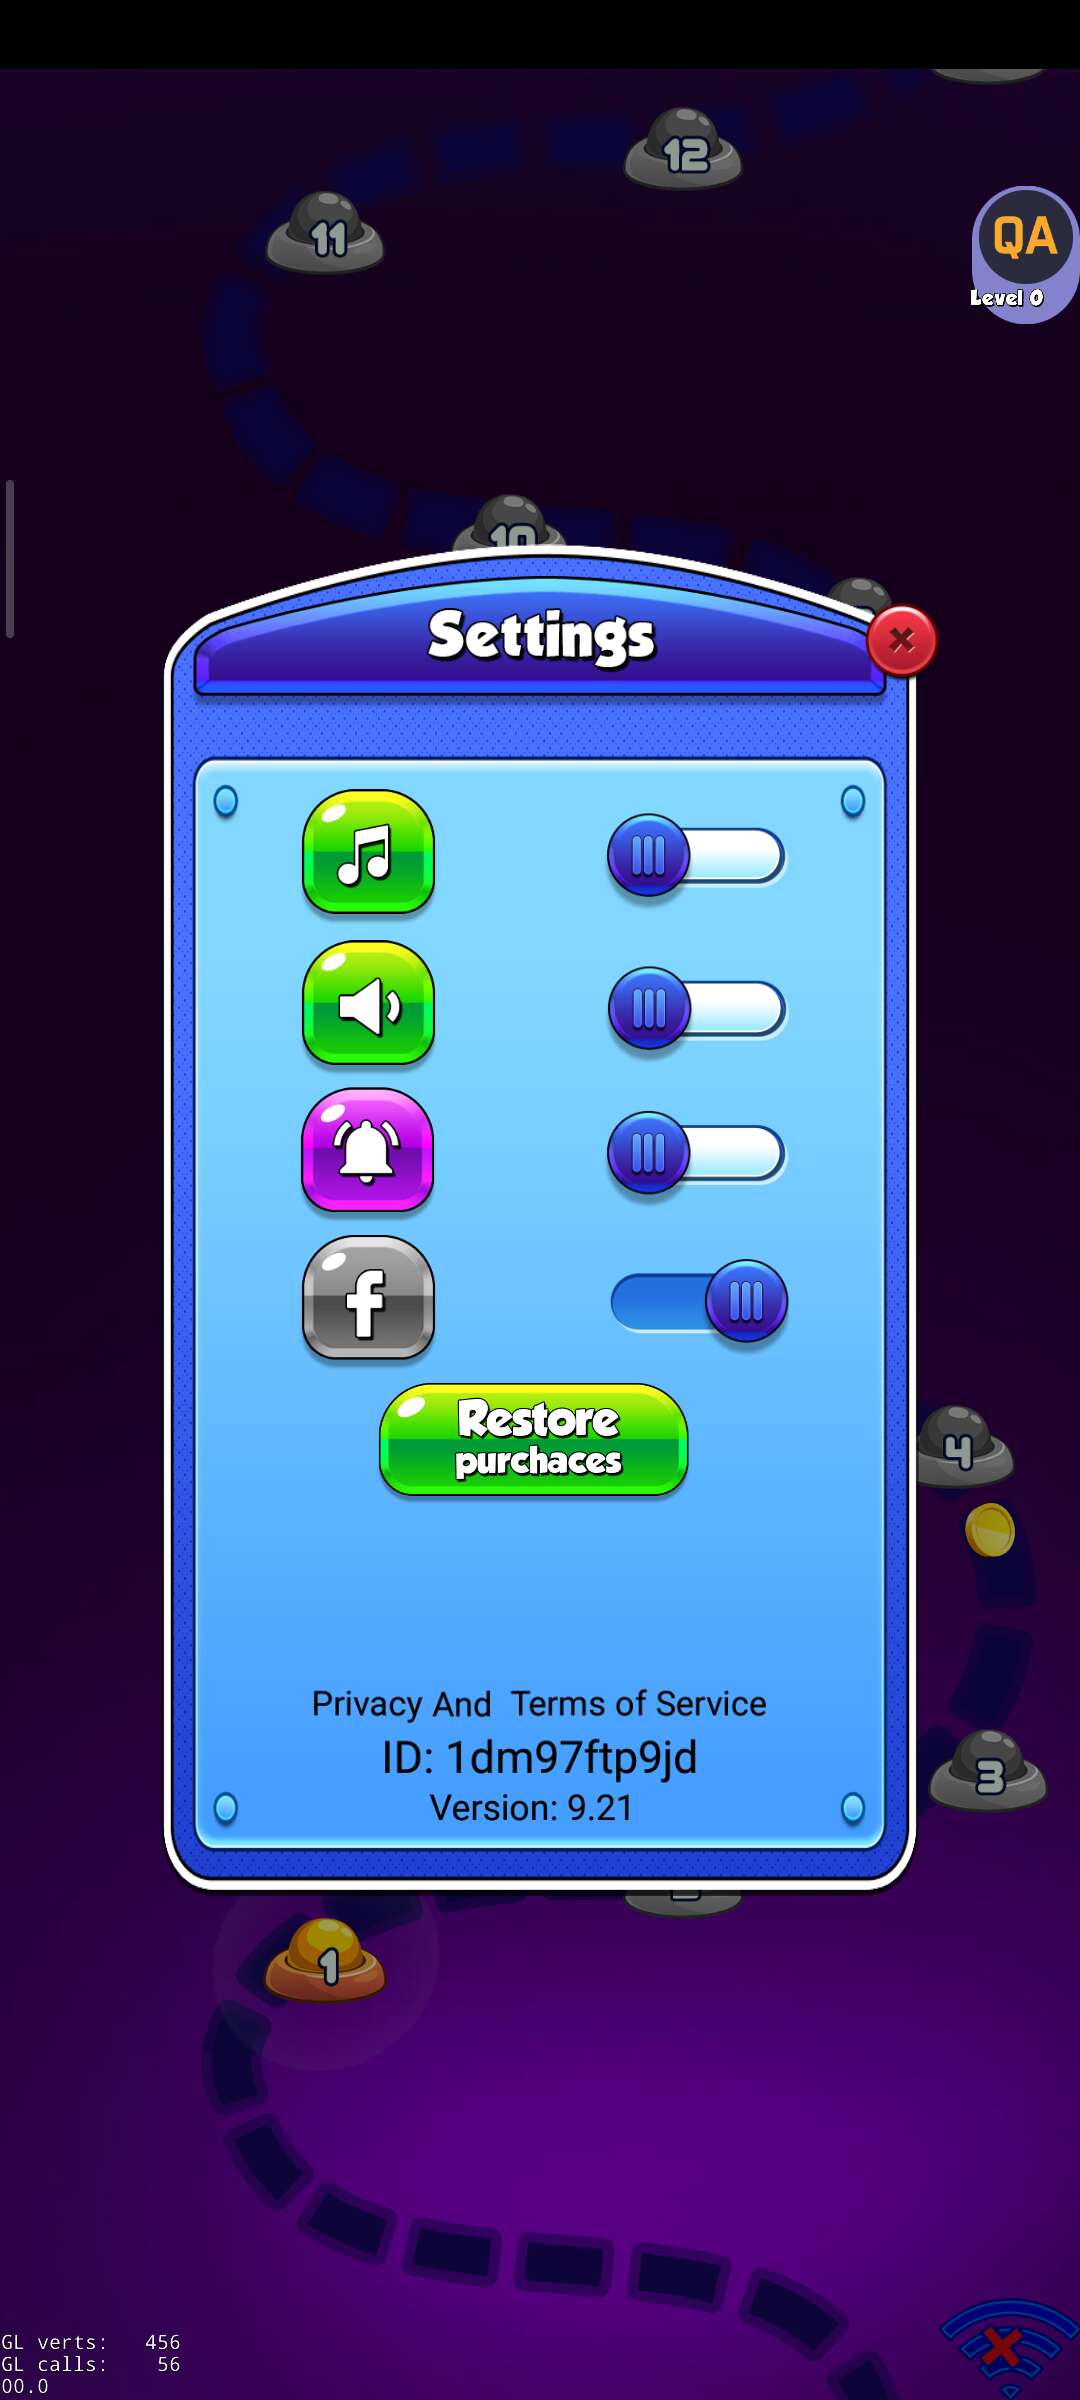 12
11
QA
Level 0
10
Settings
Restore
purchaces
4
Privacy And Terms of Service
ID: 1dm97ftp9jd
3
Version: 9.21
1
GL verts: 456
GL calls: 56
00.0